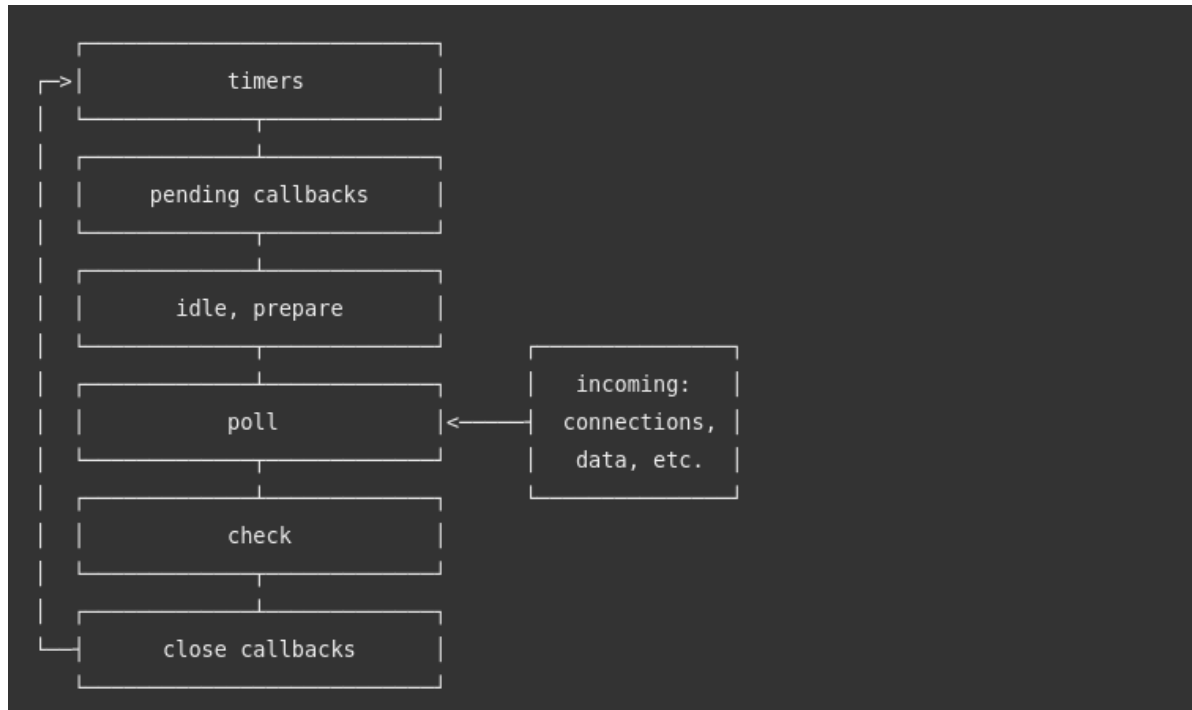 timers
pending callbacks
idle, prepare
poll
incoming:
connections,
data, etc.
check
close callbacks